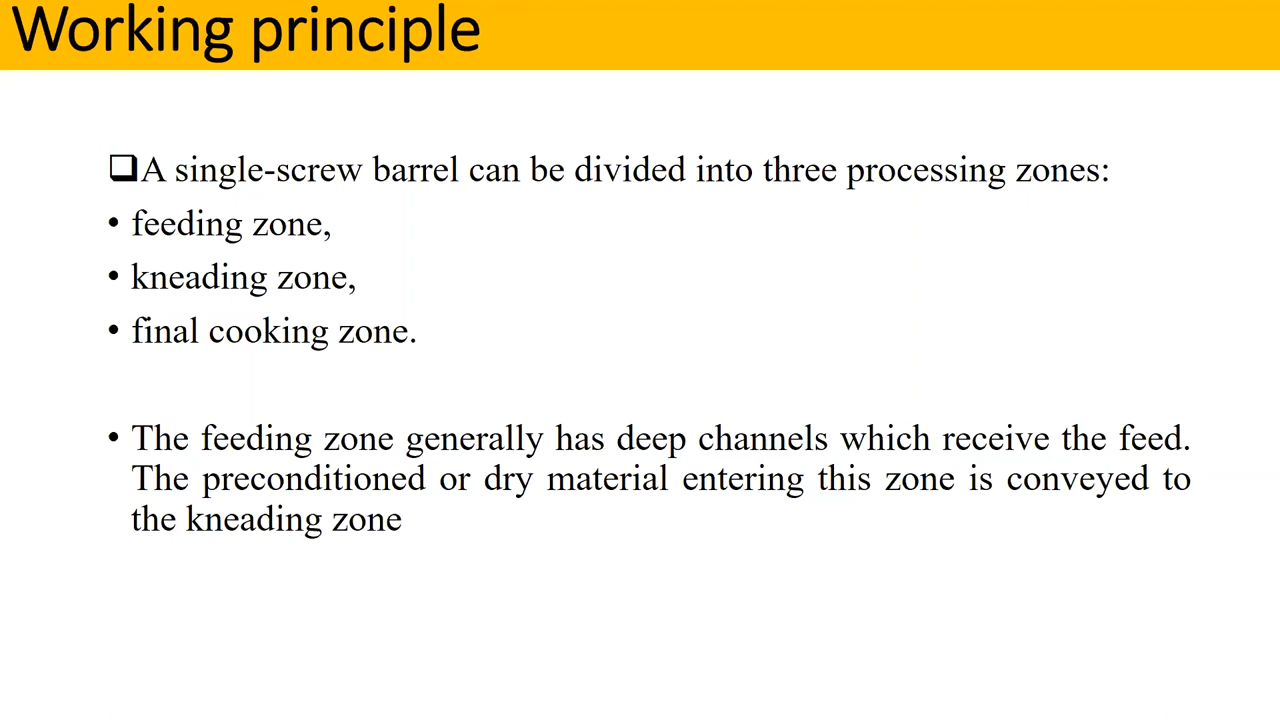 Working principle
❑A single-screw barrel can be divided into three processing zones:
• feeding zone,
• kneading zone,
• final cooking zone.
• The feeding zone generally has deep channels which receive the feed.
The preconditioned or dry material entering this zone is conveyed to
the kneading zone